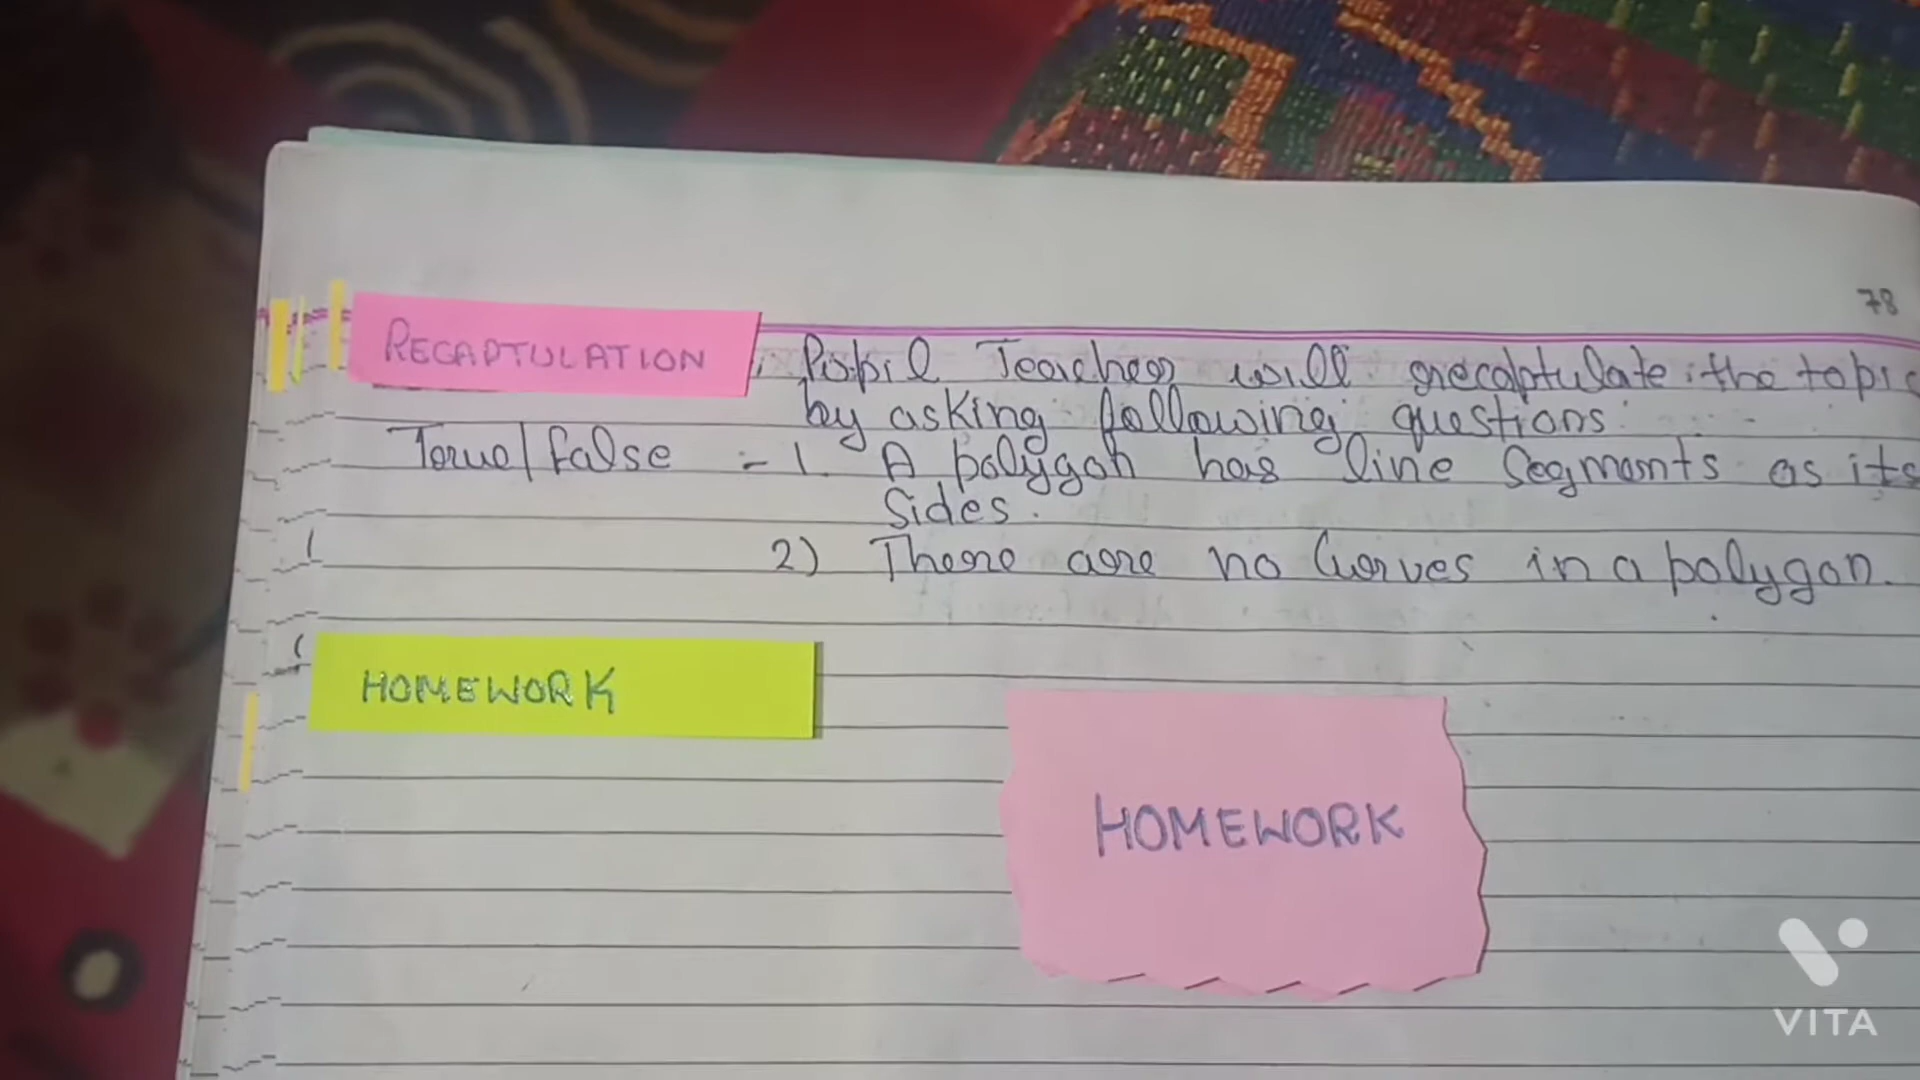 78
RECAPTULATION : Pupil Teacher will recaptulate the topic
by asking following questions.
True/False - 1. A polygon has line segments as its
sides.
2) There are no curves in a polygon.
HOMEWORK
HOMEWORK
VITA